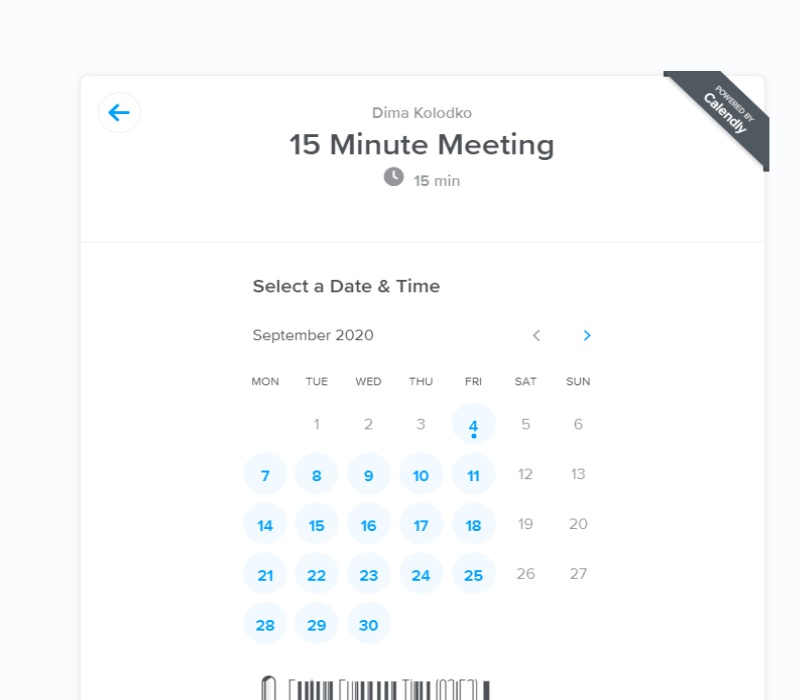 POWERED BY
Calendly
Dima Kolodko
15 Minute Meeting
15 min
Select a Date & Time
September 2020
MON TUE WED THU FRI SAT SUN
1 2 3 4 5 6
7 8 9 10 11 12 13
14 15 16 17 18 19 20
21 22 23 24 25 26 27
28 29 30